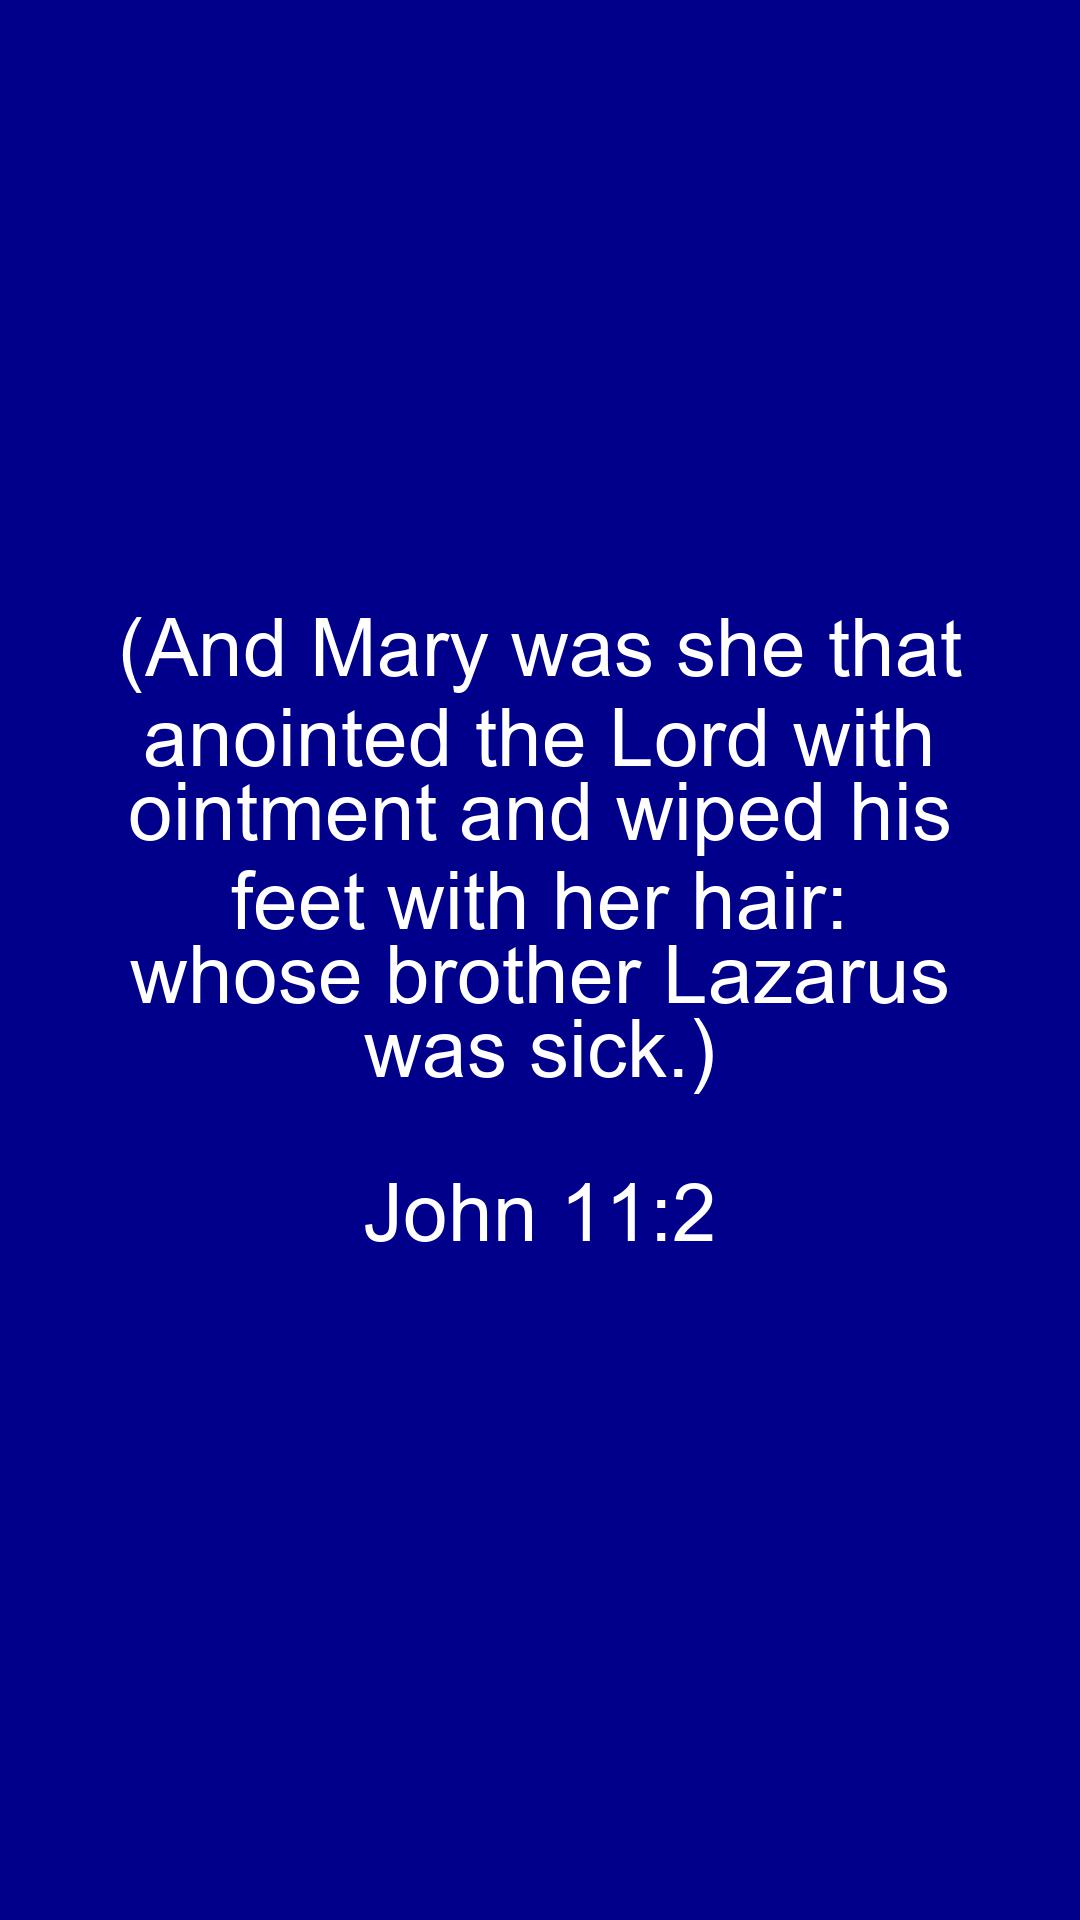 (And Mary was she that
anointed the Lord with
ointment and wiped his
feet with her hair:
whose brother Lazarus
was sick.)
John 11:2